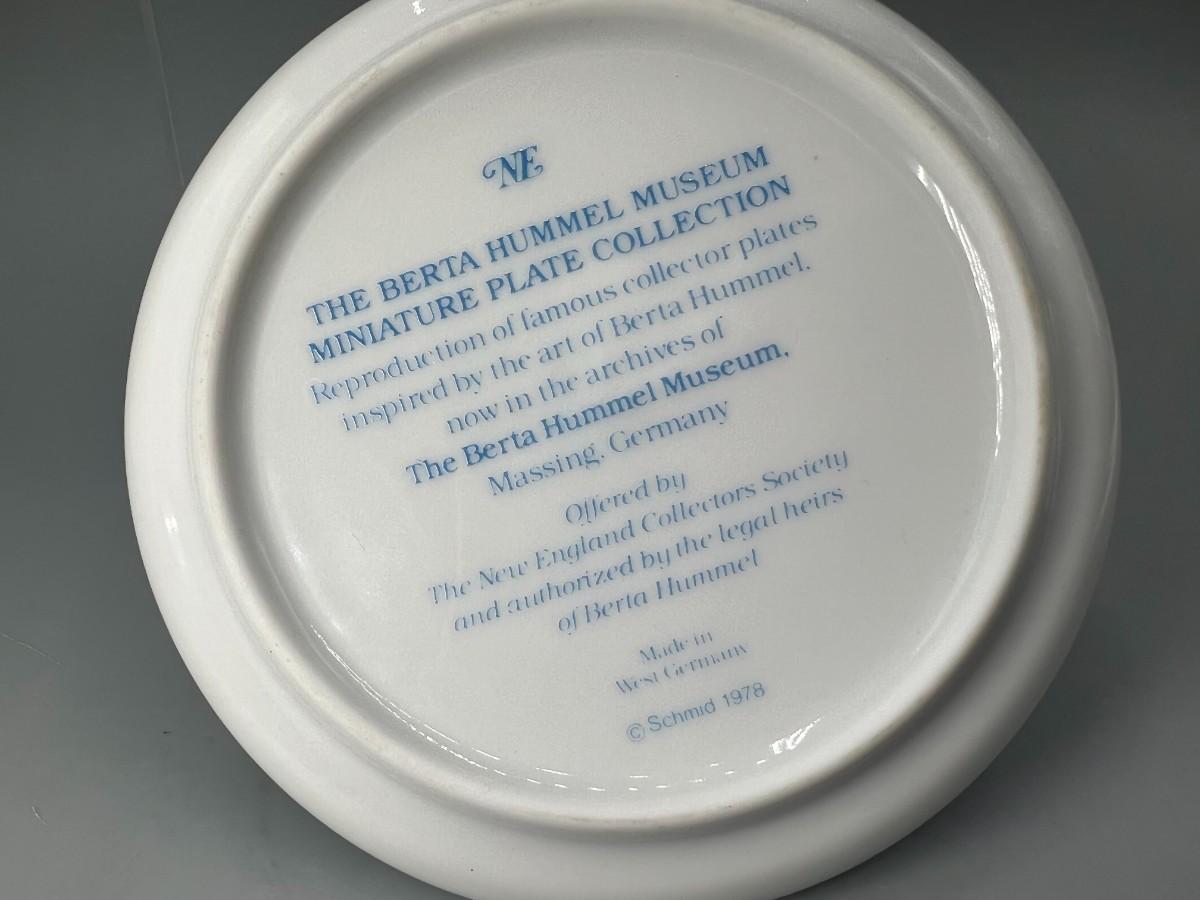 NE
THE BERTA HUMMEL MUSEUM
MINIATURE PLATE COLLECTION
Reproduction of famous collector plates
inspired by the art of Berta Hummel,
now in the archives of
The Berta Hummel Museum,
Massing, Germany
Offered by
The New England Collectors Society
and authorized by the legal heirs
of Berta Hummel
Made in
West Germany
© Schmid 1978